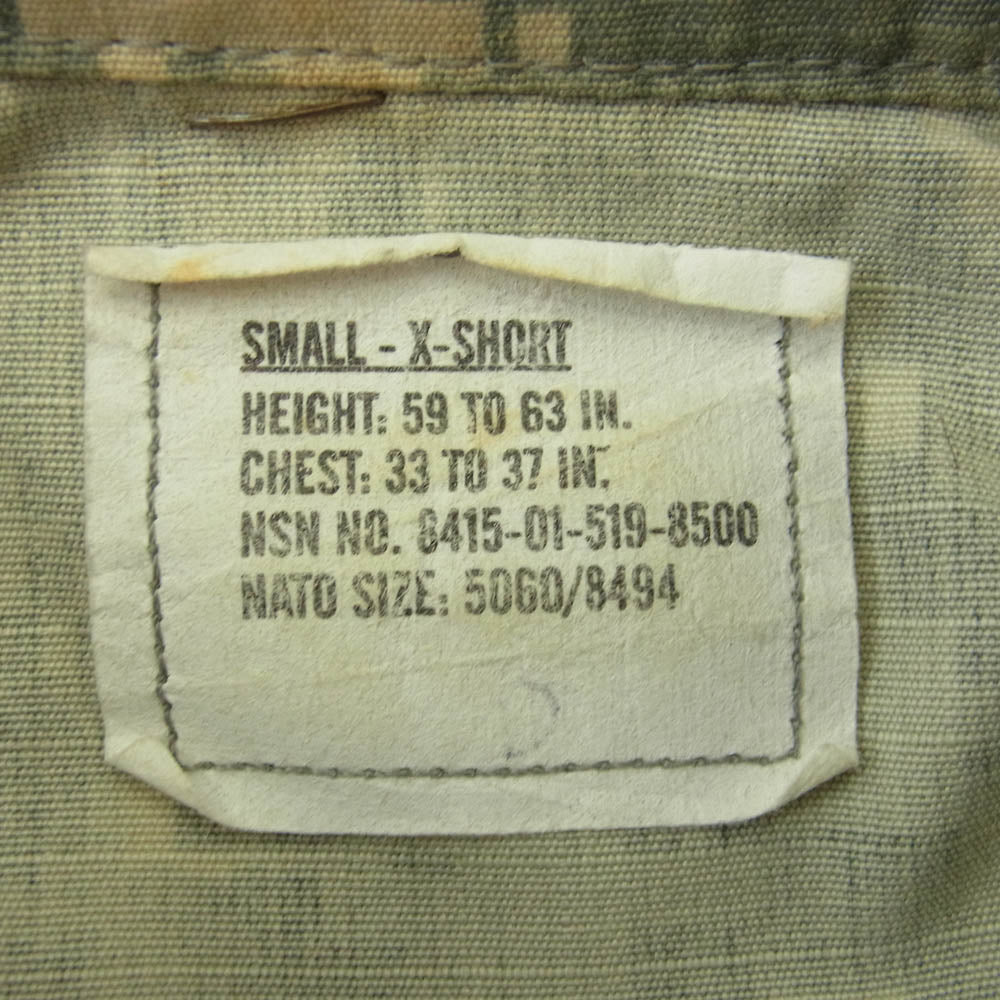 SMALL - X-SHORT
HEIGHT: 59 TO 63 IN.
CHEST: 33 TO 37 IN.
NSN NO. 8415-01-519-8500
NATO SIZE: 5060/8494